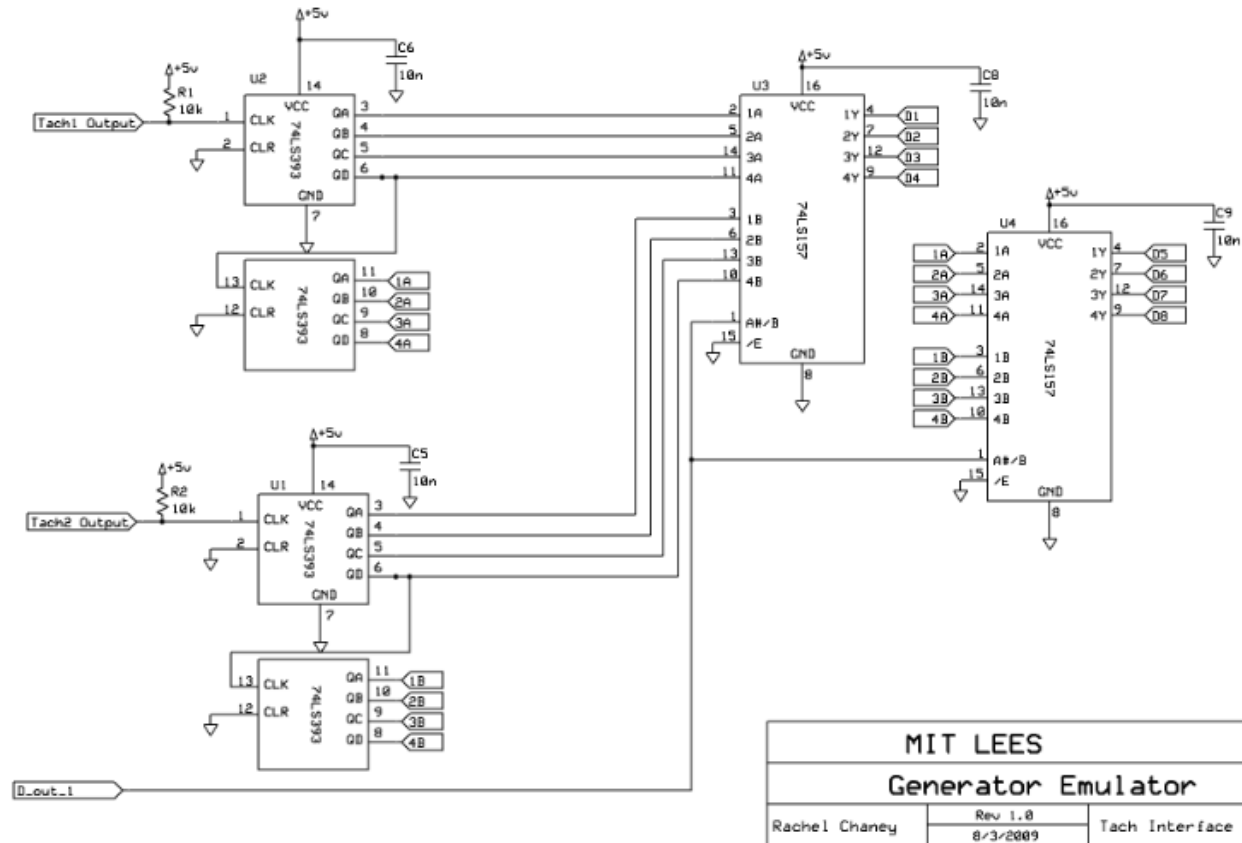 +5v
C6
10n
+5v
R1
10k
U2
14
VCC
Tach1 Output
1 CLK
2 CLR
74LS393
QA 3
QB 4
QC 5
QD 6
GND
7
13 CLK
12 CLR
74LS393
QA 11 1A
QB 10 2A
QC 9 3A
QD 8 4A
+5v
C8
10n
U3
16
VCC
2 1A
5 2A
14 3A
11 4A
3 1B
6 2B
13 3B
10 4B
1 A#/B
15 /E
74LS157
1Y 4 D1
2Y 7 D2
3Y 12 D3
4Y 9 D4
GND
8
+5v
C9
10n
U4
16
VCC
1A 2 1A
2A 5 2A
3A 14 3A
4A 11 4A
1B 3 1B
2B 6 2B
3B 13 3B
4B 10 4B
1 A#/B
15 /E
74LS157
1Y 4 D5
2Y 7 D6
3Y 12 D7
4Y 9 D8
GND
8
+5v
C5
10n
+5v
R2
10k
U1
14
VCC
Tach2 Output
1 CLK
2 CLR
74LS393
QA 3
QB 4
QC 5
QD 6
GND
7
13 CLK
12 CLR
74LS393
QA 11 1B
QB 10 2B
QC 9 3B
QD 8 4B
D_out_1
MIT LEES
Generator Emulator
Rachel Chaney
Rev 1.0
8/3/2009
Tach Interface